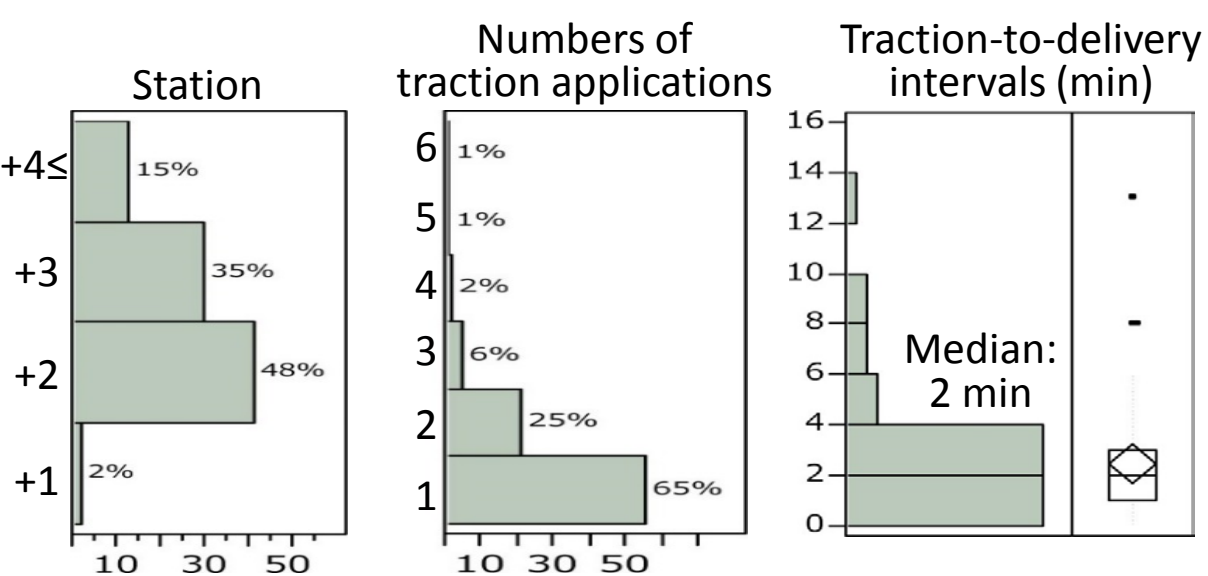 Station
+4≤
15%
+3
35%
+2
48%
+1
2%
10 30 50
Numbers of
traction applications
6 1%
5 1%
4 2%
3 6%
2 25%
1 65%
10 30 50
Traction-to-delivery
intervals (min)
16
14
12
10
8
6
4
2
0
Median:
2 min